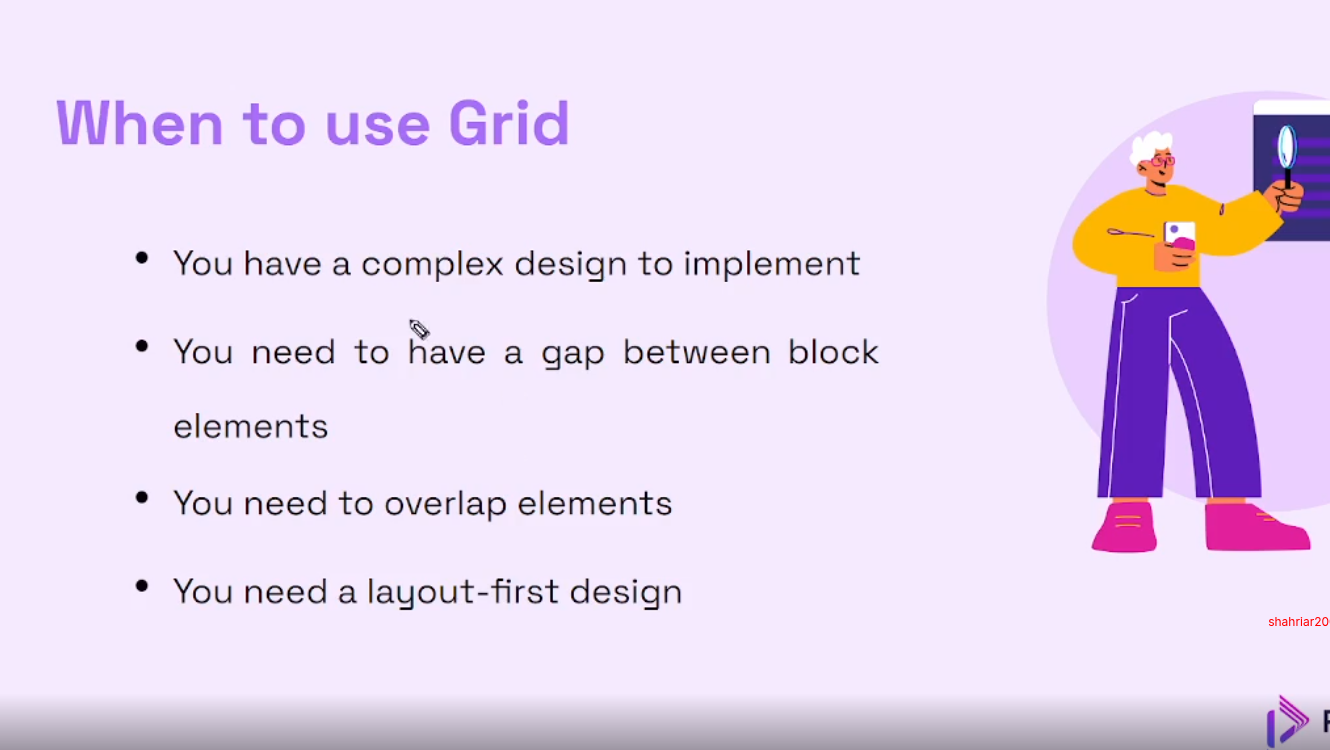 When to use Grid
• You have a complex design to implement
• You need to have a gap between block
elements
• You need to overlap elements
• You need a layout-first design
shahriar20